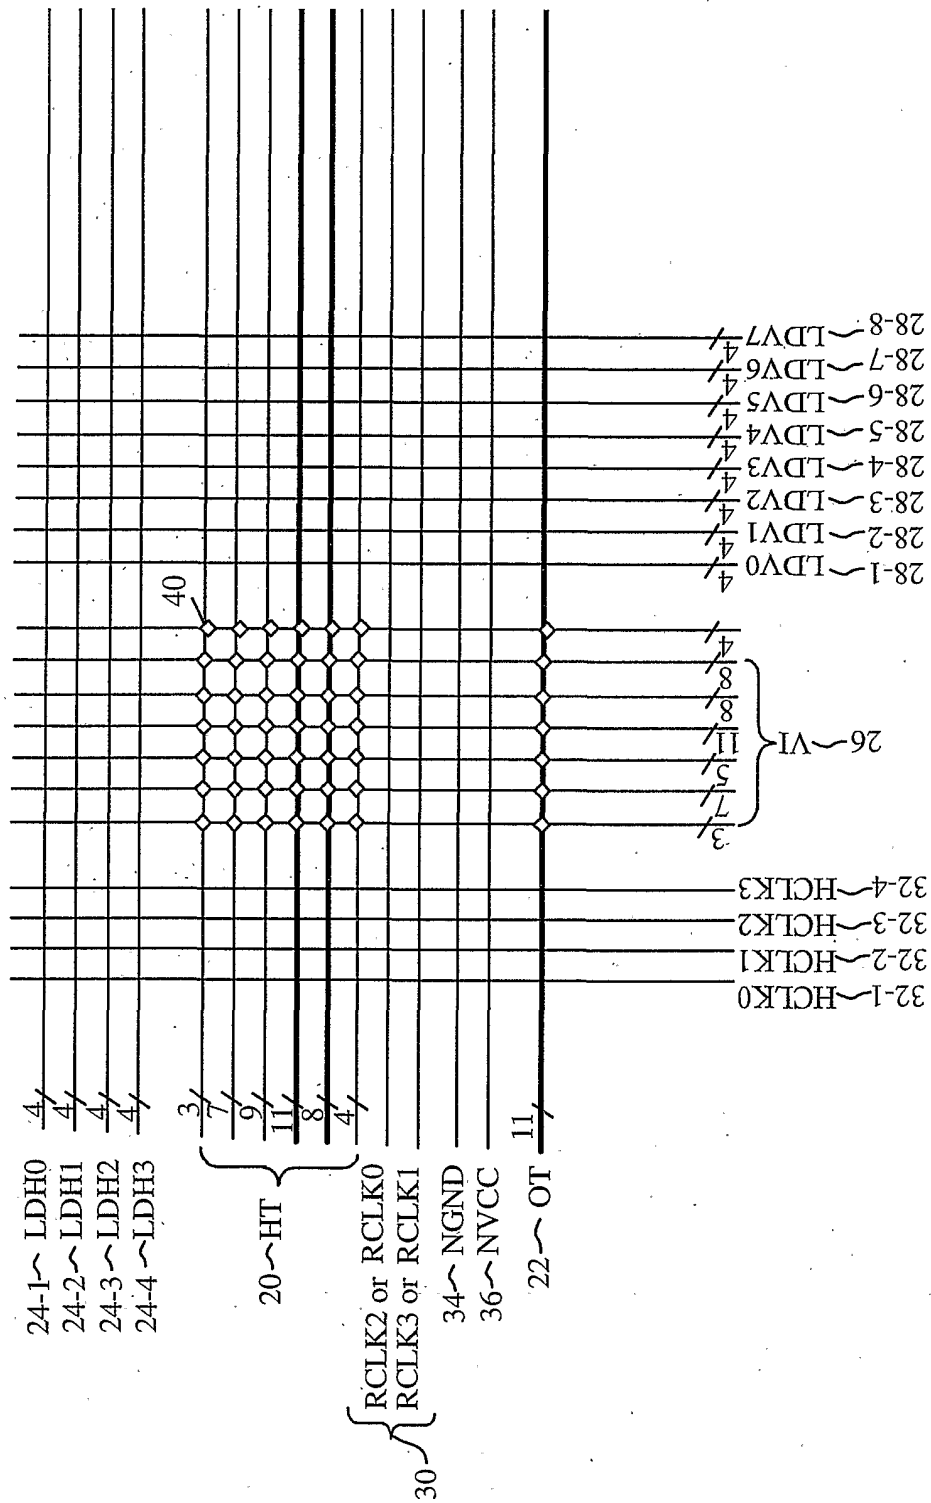 24-1 LDH0
24-2 LDH1
24-3 LDH2
24-4 LDH3
4
4
4
4
20 HT
3
7
9
11
8
4
30
RCLK2 or RCLK0
RCLK3 or RCLK1
34 NGND
36 NVCC
22 OT
11
40
32-1 HCLK0
32-2 HCLK1
32-3 HCLK2
32-4 HCLK3
26 VI
3
7
5
11
8
8
4
28-1 LDV0
28-2 LDV1
28-3 LDV2
28-4 LDV3
28-5 LDV4
28-6 LDV5
28-7 LDV6
28-8 LDV7
4
4
4
4
4
4
4
4